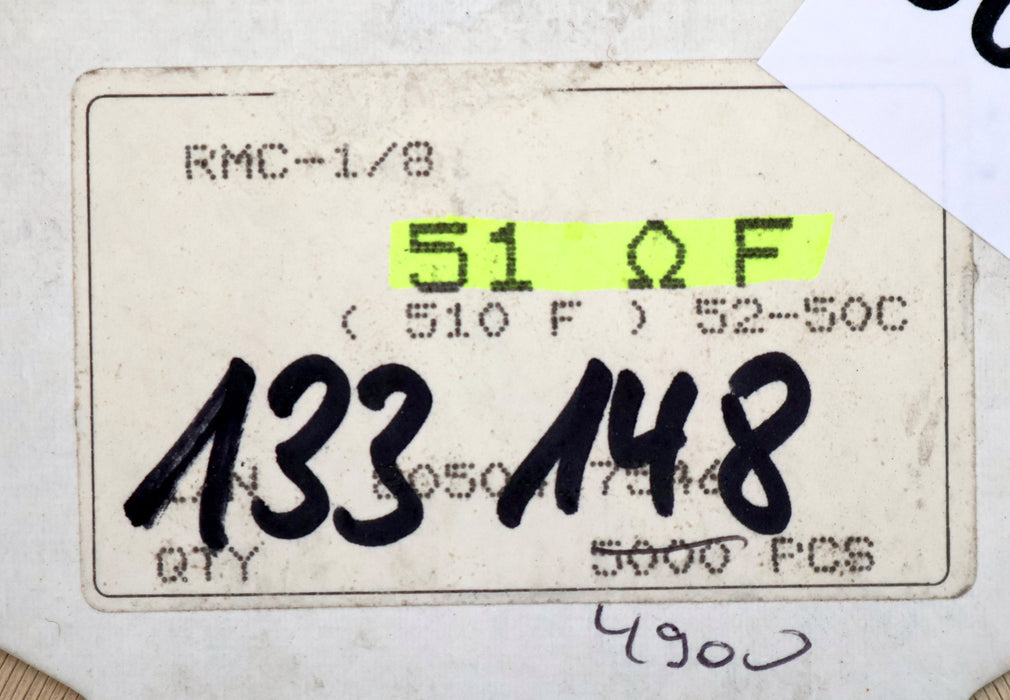 RMC-1/8
51 Ω F
( 510 F ) 52-50C
133 148
QTY 5000 PCS
4900